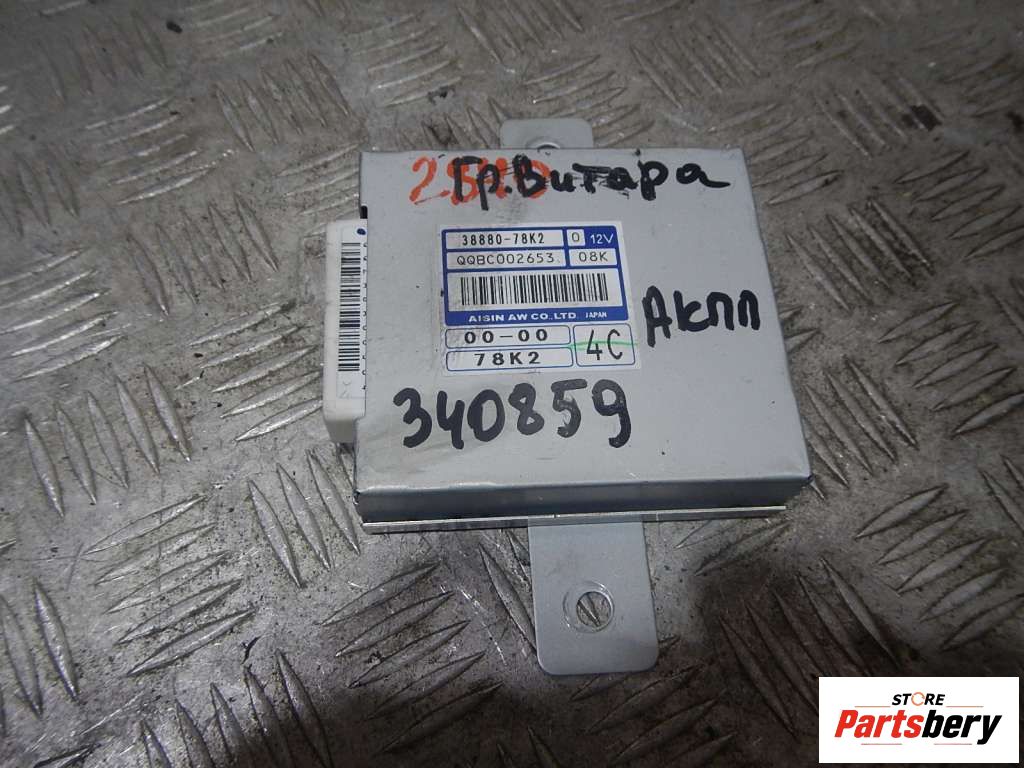 Гр.Витара
38880-78K2 0 12V
QQBC002653. 08K
AISIN AW CO.,LTD. JAPAN
00-00
78K2 4C
Акпп
340859
STORE
Partsbery